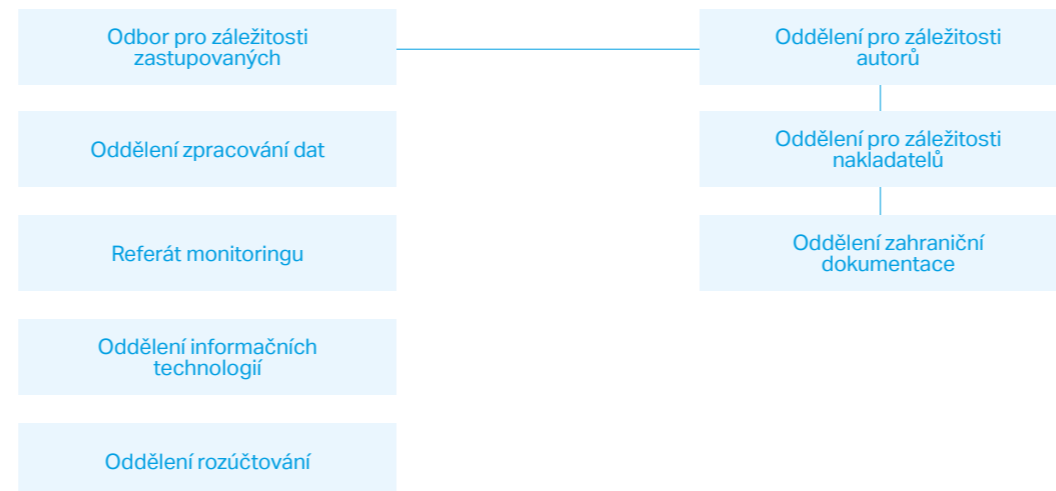 Odbor pro záležitosti
zastupovaných
Oddělení zpracování dat
Referát monitoringu
Oddělení informačních
technologií
Oddělení rozúčtování
Oddělení pro záležitosti
autorů
Oddělení pro záležitosti
nakladatelů
Oddělení zahraniční
dokumentace